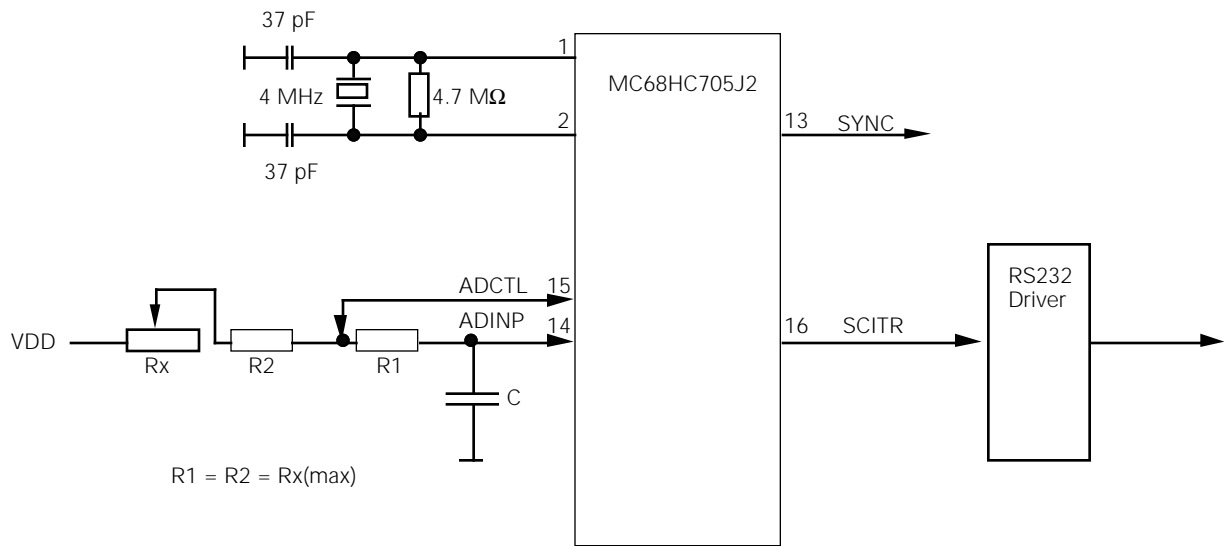 37 pF
1
MC68HC705J2
4 MHz
4.7 MΩ
2
13
SYNC
37 pF
ADCTL
15
RS232
Driver
ADINP
14
16
SCITR
VDD
Rx
R2
R1
C
R1 = R2 = Rx(max)